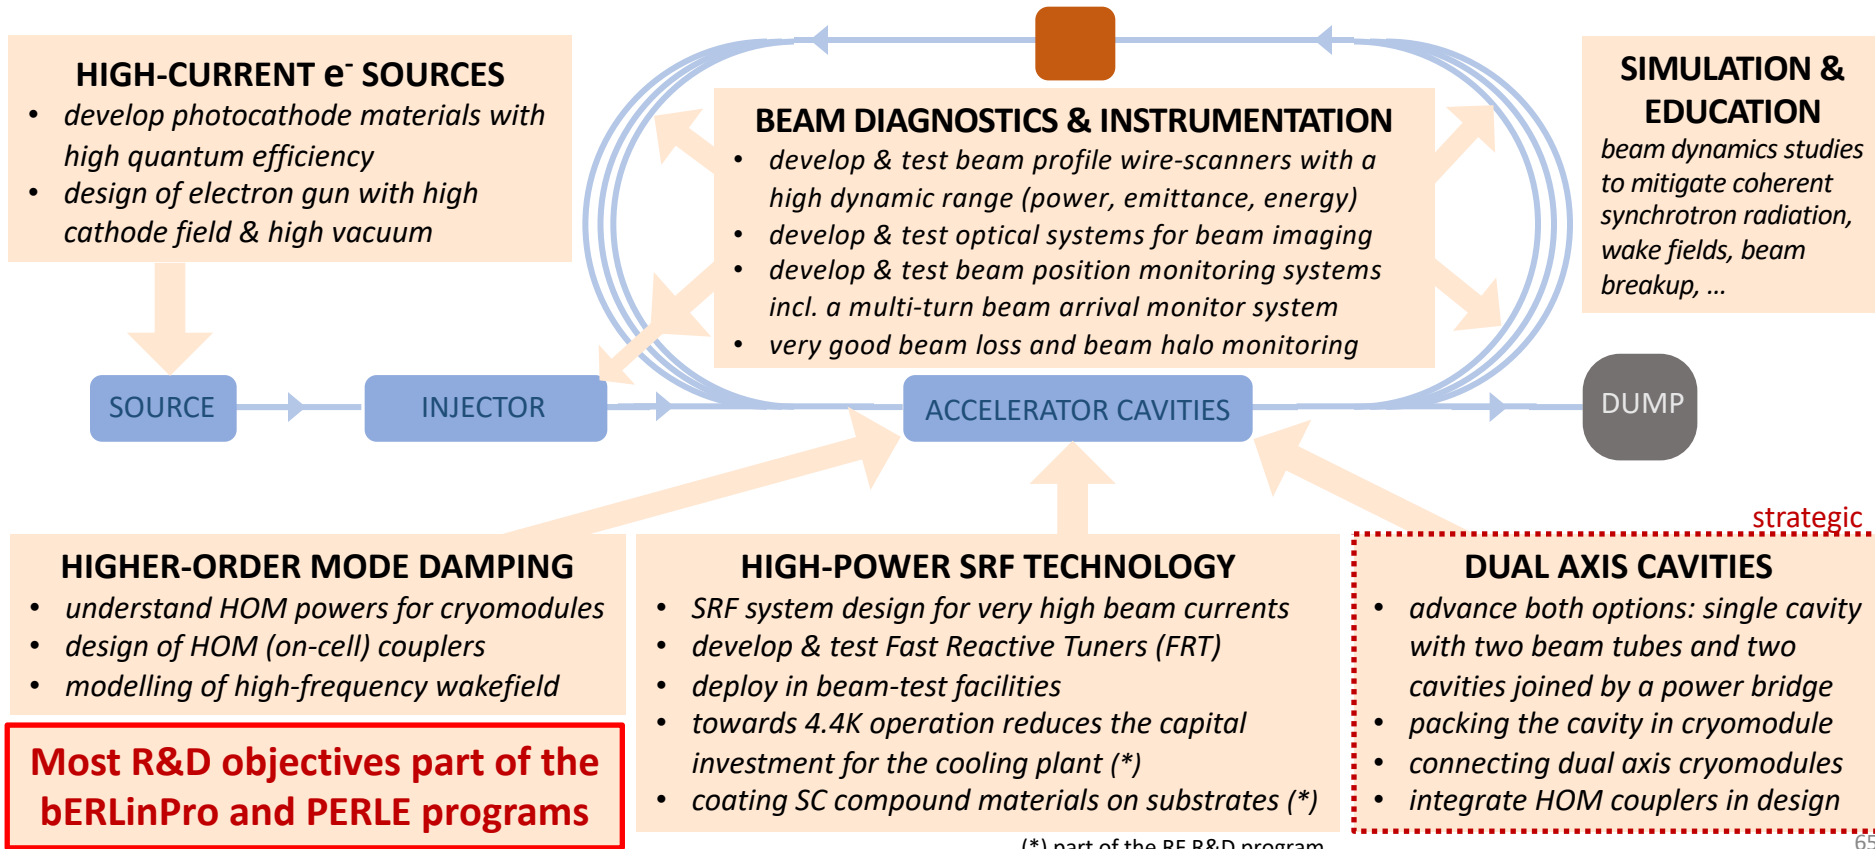 HIGH-CURRENT e- SOURCES
• develop photocathode materials with
high quantum efficiency
• design of electron gun with high
cathode field & high vacuum
BEAM DIAGNOSTICS & INSTRUMENTATION
• develop & test beam profile wire-scanners with a
high dynamic range (power, emittance, energy)
• develop & test optical systems for beam imaging
• develop & test beam position monitoring systems
incl. a multi-turn beam arrival monitor system
• very good beam loss and beam halo monitoring
SIMULATION &
EDUCATION
beam dynamics studies
to mitigate coherent
synchrotron radiation,
wake fields, beam
breakup, ...
SOURCE
INJECTOR
ACCELERATOR CAVITIES
DUMP
HIGHER-ORDER MODE DAMPING
• understand HOM powers for cryomodules
• design of HOM (on-cell) couplers
• modelling of high-frequency wakefield
Most R&D objectives part of the
bERLinPro and PERLE programs
HIGH-POWER SRF TECHNOLOGY
• SRF system design for very high beam currents
• develop & test Fast Reactive Tuners (FRT)
• deploy in beam-test facilities
• towards 4.4K operation reduces the capital
investment for the cooling plant (*)
• coating SC compound materials on substrates (*)
(*) part of the RF R&D program
strategic
DUAL AXIS CAVITIES
• advance both options: single cavity
with two beam tubes and two
cavities joined by a power bridge
• packing the cavity in cryomodule
• connecting dual axis cryomodules
• integrate HOM couplers in design
65